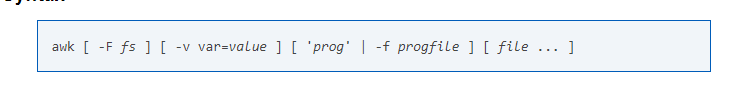 awk [ -F fs ] [ -v var=value ] [ 'prog' | -f progfile ] [ file ... ]